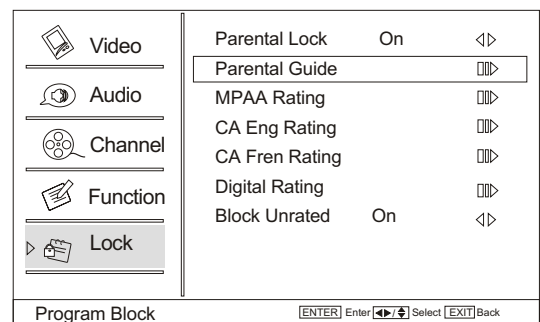 Video
Audio
Channel
Function
Lock
Parental Lock On
Parental Guide
MPAA Rating
CA Eng Rating
CA Fren Rating
Digital Rating
Block Unrated On
Program Block
ENTER Enter ◀▶/▲▼ Select EXIT Back